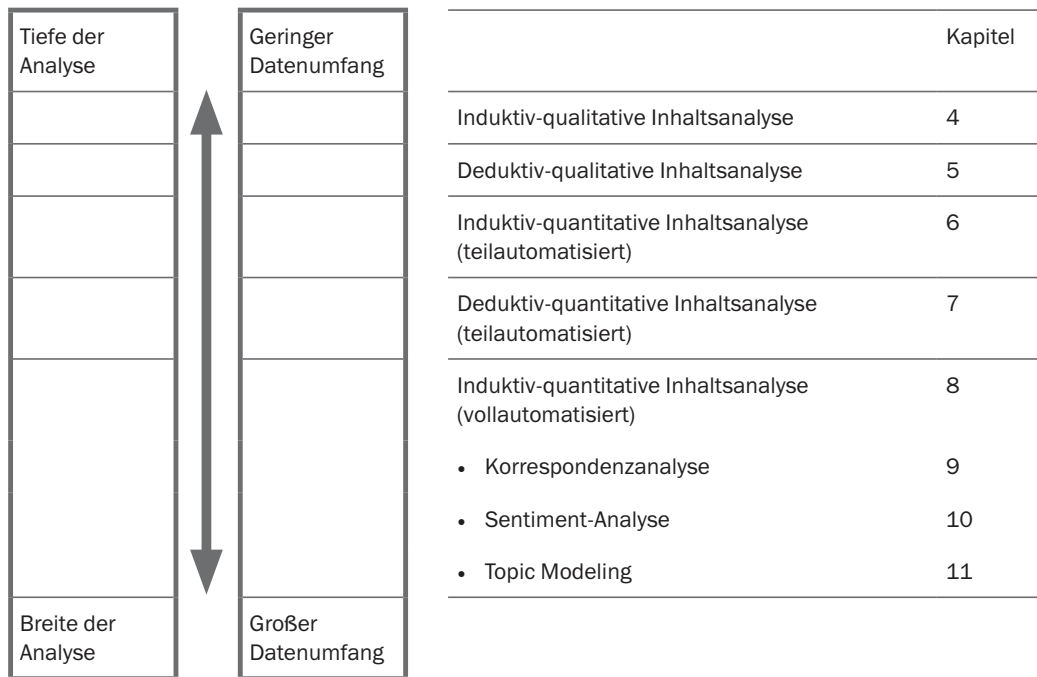 Tiefe der
Analyse
Geringer
Datenumfang
Kapitel
Induktiv-qualitative Inhaltsanalyse 4
Deduktiv-qualitative Inhaltsanalyse 5
Induktiv-quantitative Inhaltsanalyse 6
(teilautomatisiert)
Deduktiv-quantitative Inhaltsanalyse 7
(teilautomatisiert)
Induktiv-quantitative Inhaltsanalyse 8
(vollautomatisiert)
• Korrespondenzanalyse 9
• Sentiment-Analyse 10
• Topic Modeling 11
Breite der
Analyse
Großer
Datenumfang